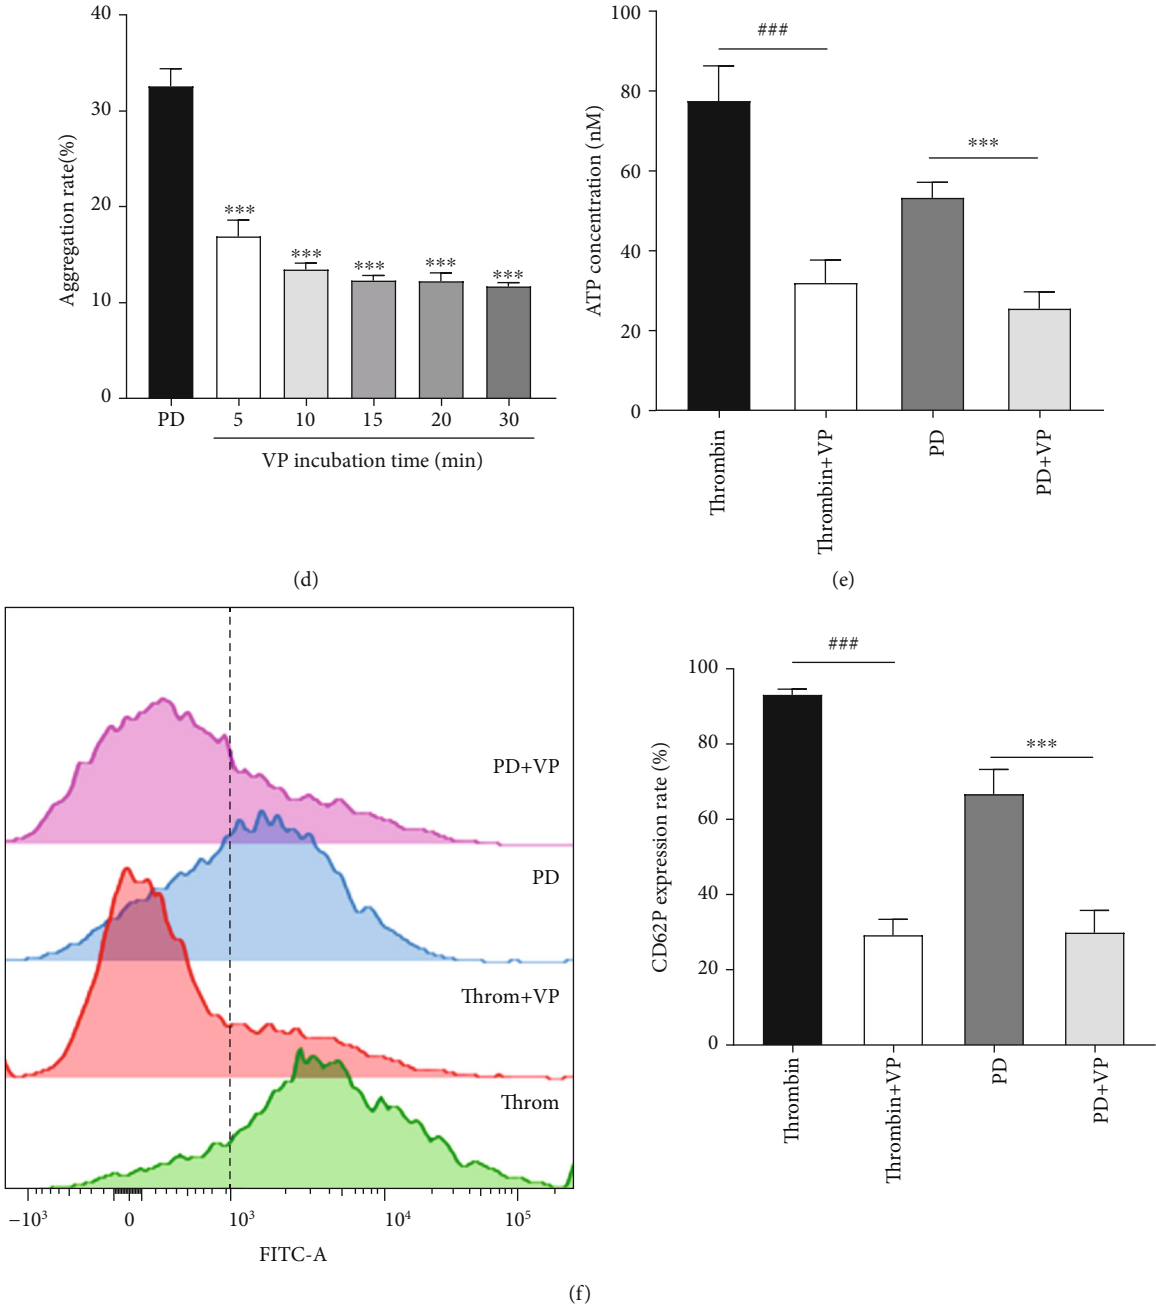 40
30
20
10
0
Aggregation rate(%)
***
***
***
***
***
PD
5
10
15
20
30
VP incubation time (min)
(d)
100
80
60
40
20
0
ATP concentration (nM)
###
***
Thrombin
Thrombin+VP
PD
PD+VP
(e)
PD+VP
PD
Throm+VP
Throm
−10³
0
10³
10⁴
10⁵
FITC-A
100
80
60
40
20
0
CD62P expression rate (%)
###
***
Thrombin
Thrombin+VP
PD
PD+VP
(f)